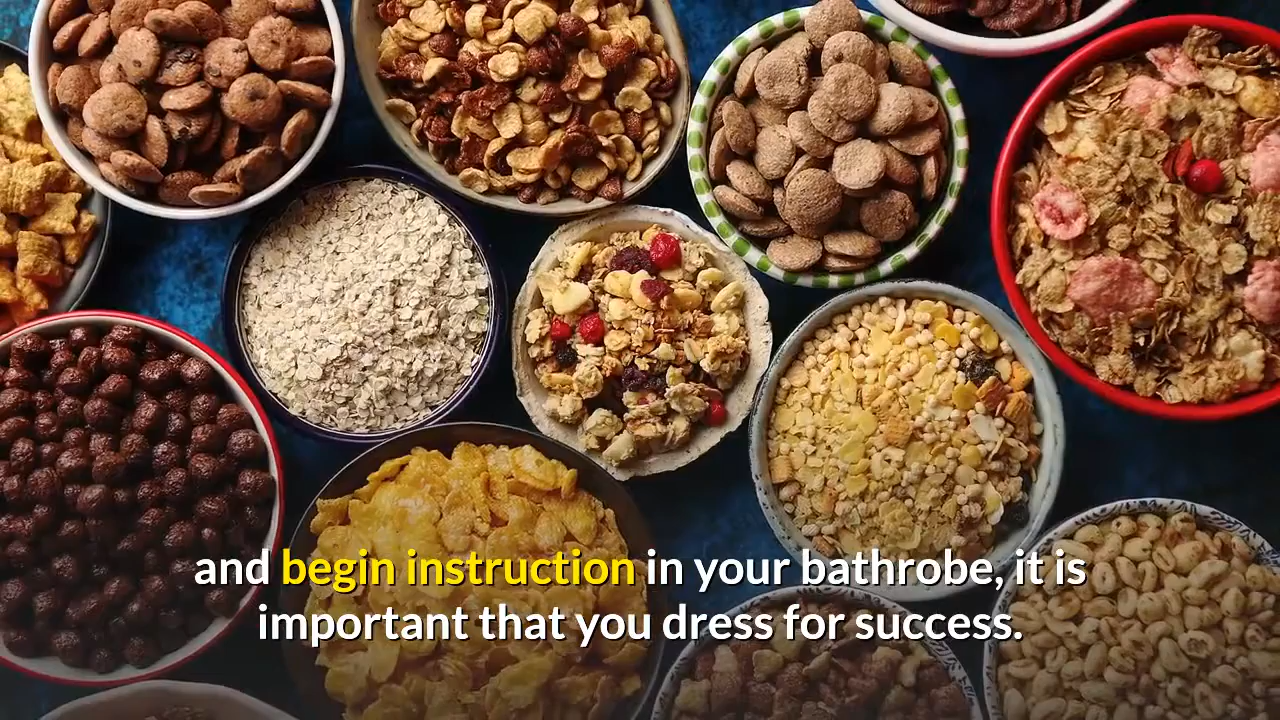 and begin instruction in your bathrobe, it is
important that you dress for success.